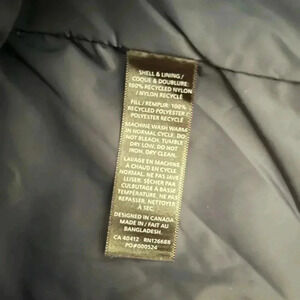 SHELL & LINING /
COQUE & DOUBLURE:
100% RECYCLED NYLON
/ NYLON RECYCLÉ
FILL / REMPLIR: 100%
RECYCLED POLYESTER /
POLYESTER RECYCLÉ
MACHINE WASH WARM
IN NORMAL CYCLE. DO
NOT BLEACH. TUMBLE
DRY LOW. DO NOT
IRON. DRY CLEAN.
LAVAGE EN MACHINE
À CHAUD EN CYCLE
NORMAL. NE PAS JAVE
LLISER. SÉCHAGE PAR
CULBUTAGE À BASSE
TEMPÉRATURE. NE
PAS REPASSER. NETTOYER
À SEC.
DESIGNED IN CANADA.
MADE IN / FAIT AU
BANGLADESH.
CA 40412 RN126688
PO#000524